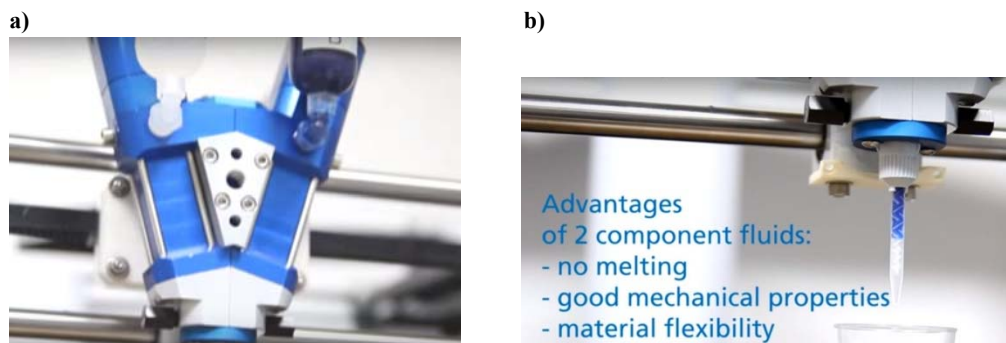 a)
b)
Advantages
of 2 component fluids:
- no melting
- good mechanical properties
- material flexibility